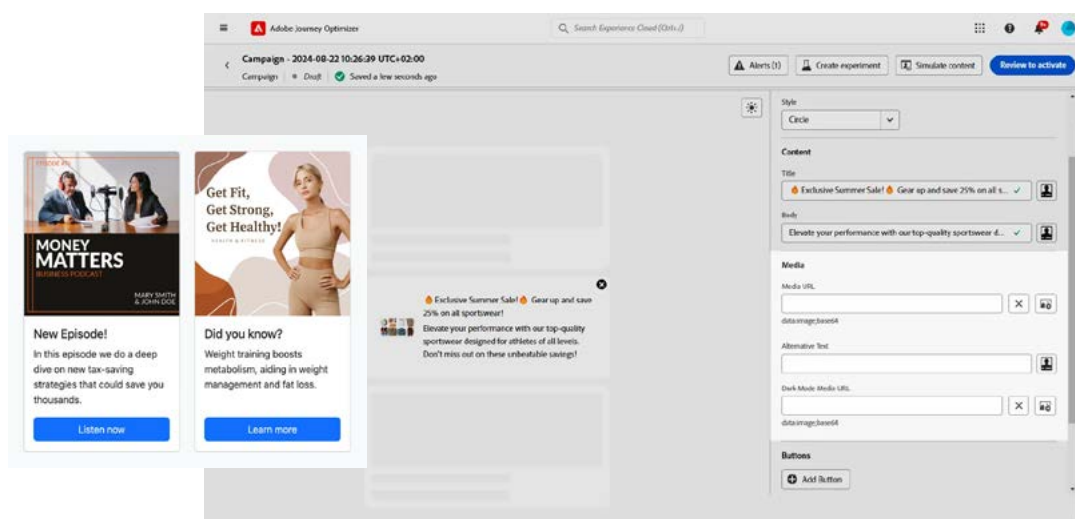 Adobe Journey Optimizer
Search Experience Cloud (Ctrl+/)
Campaign - 2024-08-22 10:26:39 UTC+02:00
Campaign
Draft
Saved a few seconds ago
Alerts (1)
Create experiment
Simulate content
Review to activate
MONEY
MATTERS
BUSINESS PODCAST
MARY SMITH
& JOHN DOE
New Episode!
In this episode we do a deep
dive on new tax-saving
strategies that could save you
thousands.
Listen now
Get Fit,
Get Strong,
Get Healthy!
HEALTH & FITNESS
Did you know?
Weight training boosts
metabolism, aiding in weight
management and fat loss.
Learn more
🔥 Exclusive Summer Sale! 🔥 Gear up and save
25% on all sportswear!
Elevate your performance with our top-quality
sportswear designed for athletes of all levels.
Don't miss out on these unbeatable savings!
Style
Circle
Content
Title
🔥 Exclusive Summer Sale! 🔥 Gear up and save 25% on all s...
Body
Elevate your performance with our top-quality sportswear d...
Media
Media URL
data:image;base64
Alternative Text
Dark Mode Media URL
data:image;base64
Buttons
Add Button